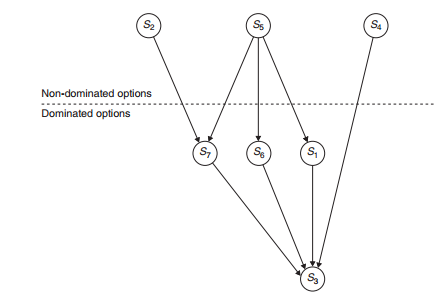 S2 S5 S4
Non-dominated options
Dominated options
S7 S6 S1
S3